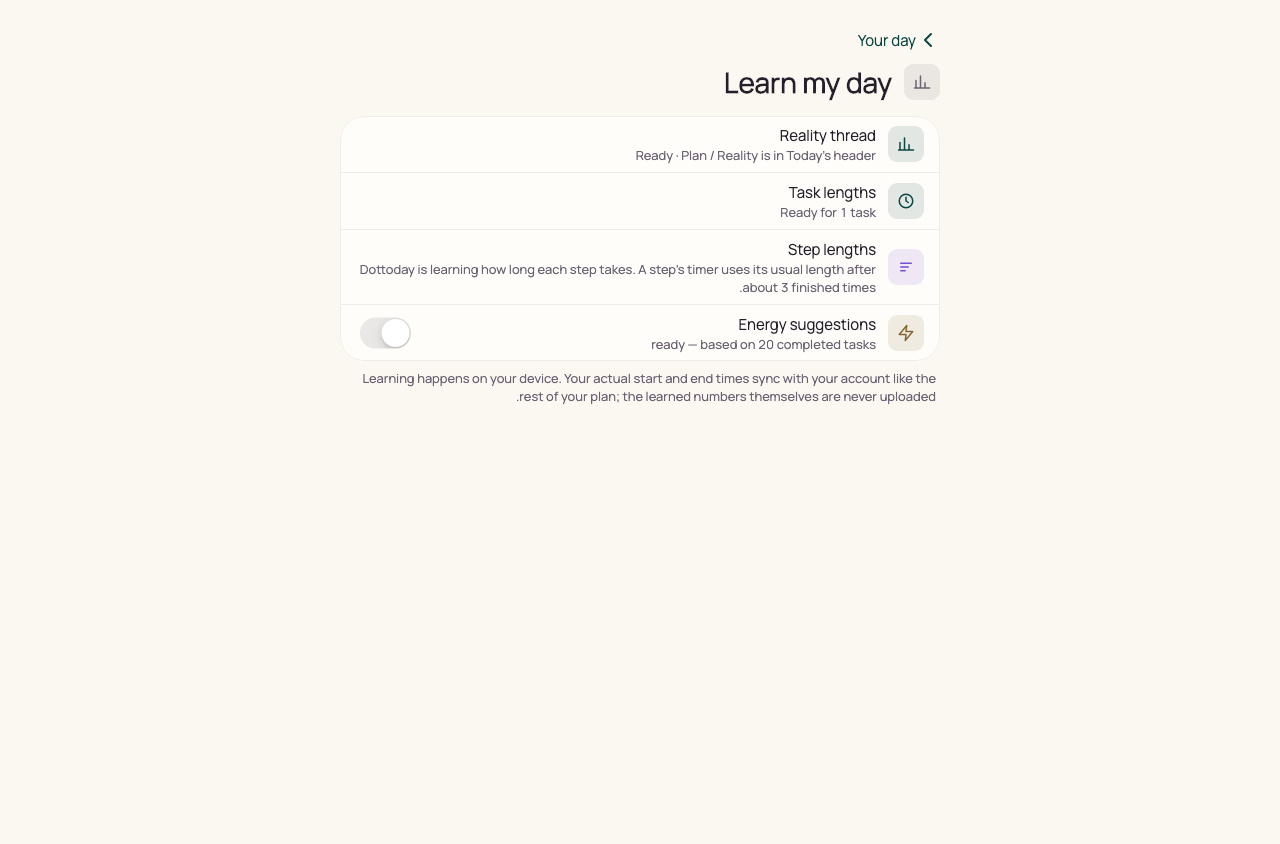 Your day
Learn my day
Reality thread
Ready · Plan / Reality is in Today's header
Task lengths
Ready for 1 task
Step lengths
Dottoday is learning how long each step takes. A step's timer uses its usual length after
.about 3 finished times
Energy suggestions
ready — based on 20 completed tasks
Learning happens on your device. Your actual start and end times sync with your account like the
.rest of your plan; the learned numbers themselves are never uploaded